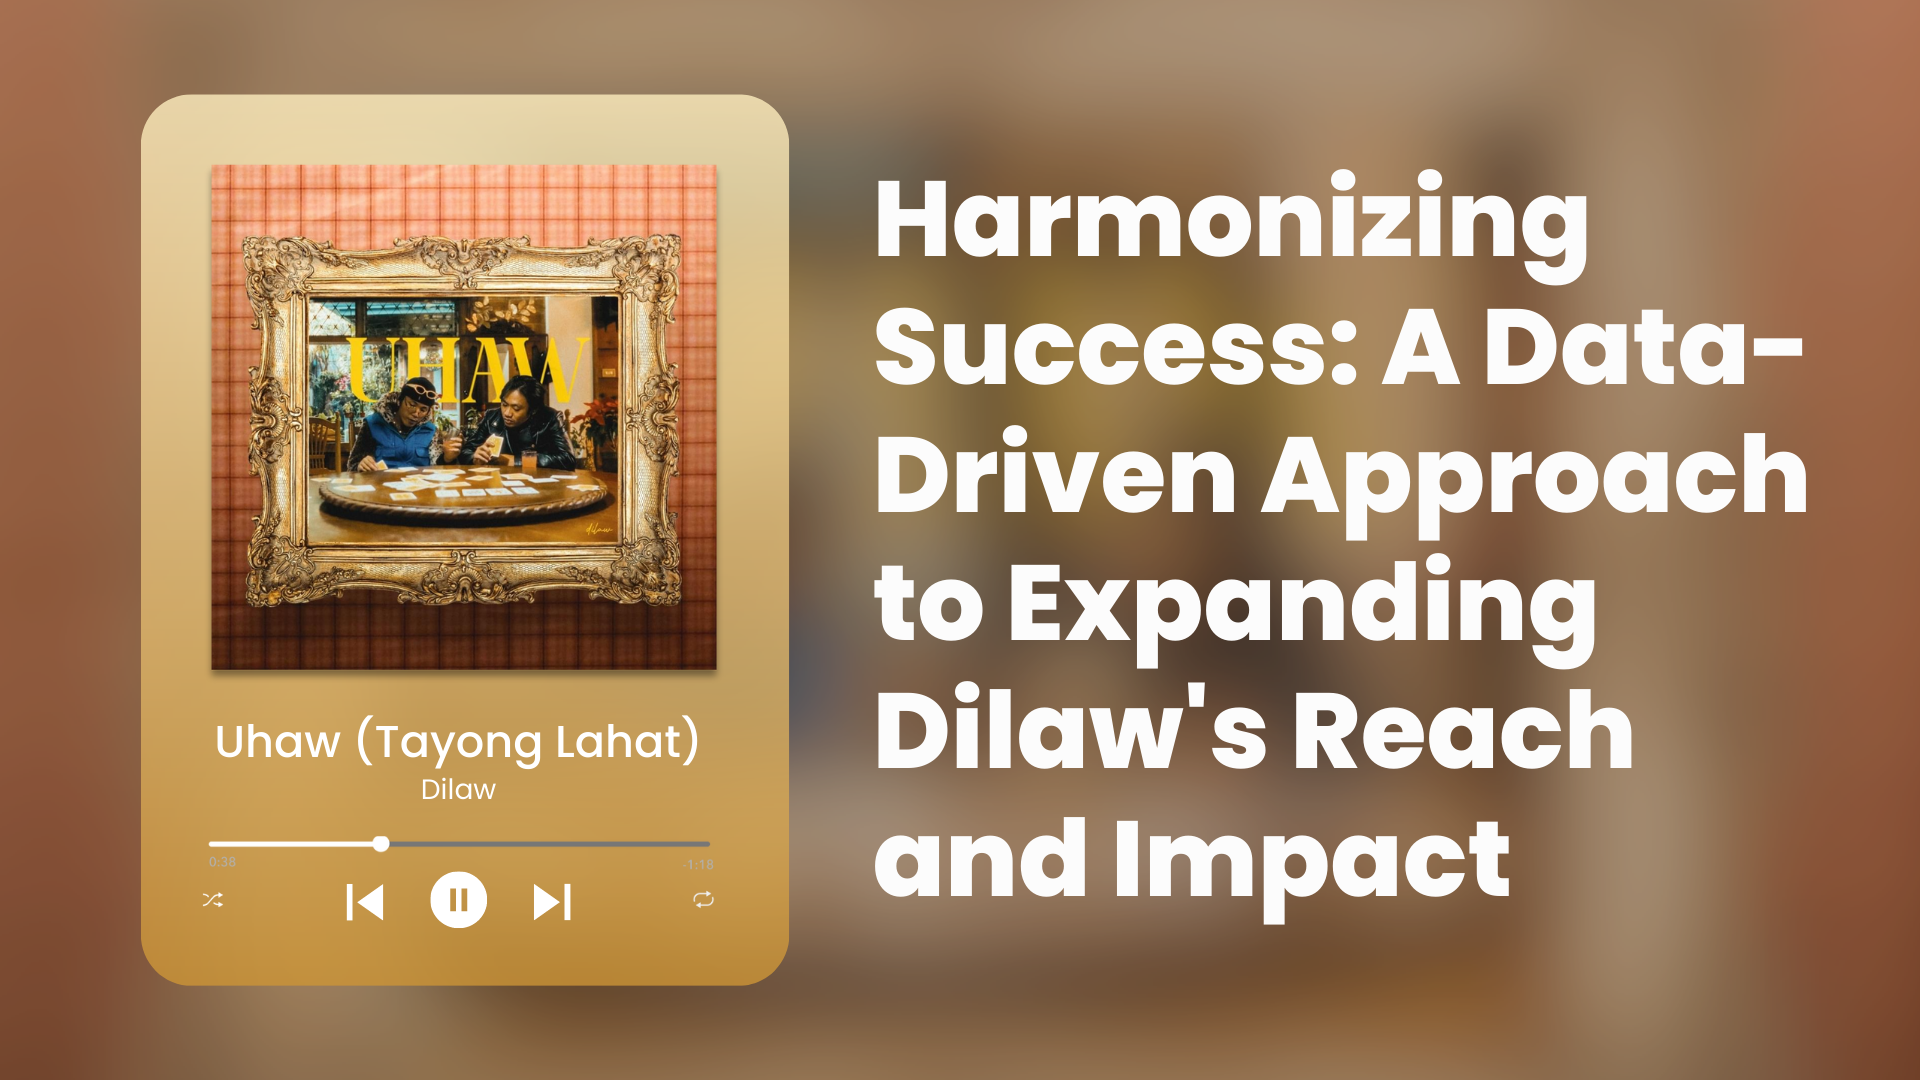 UHAW
dilaw
Uhaw (Tayong Lahat)
Dilaw
0:38
-1:18
Harmonizing
Success: A Data-
Driven Approach
to Expanding
Dilaw's Reach
and Impact